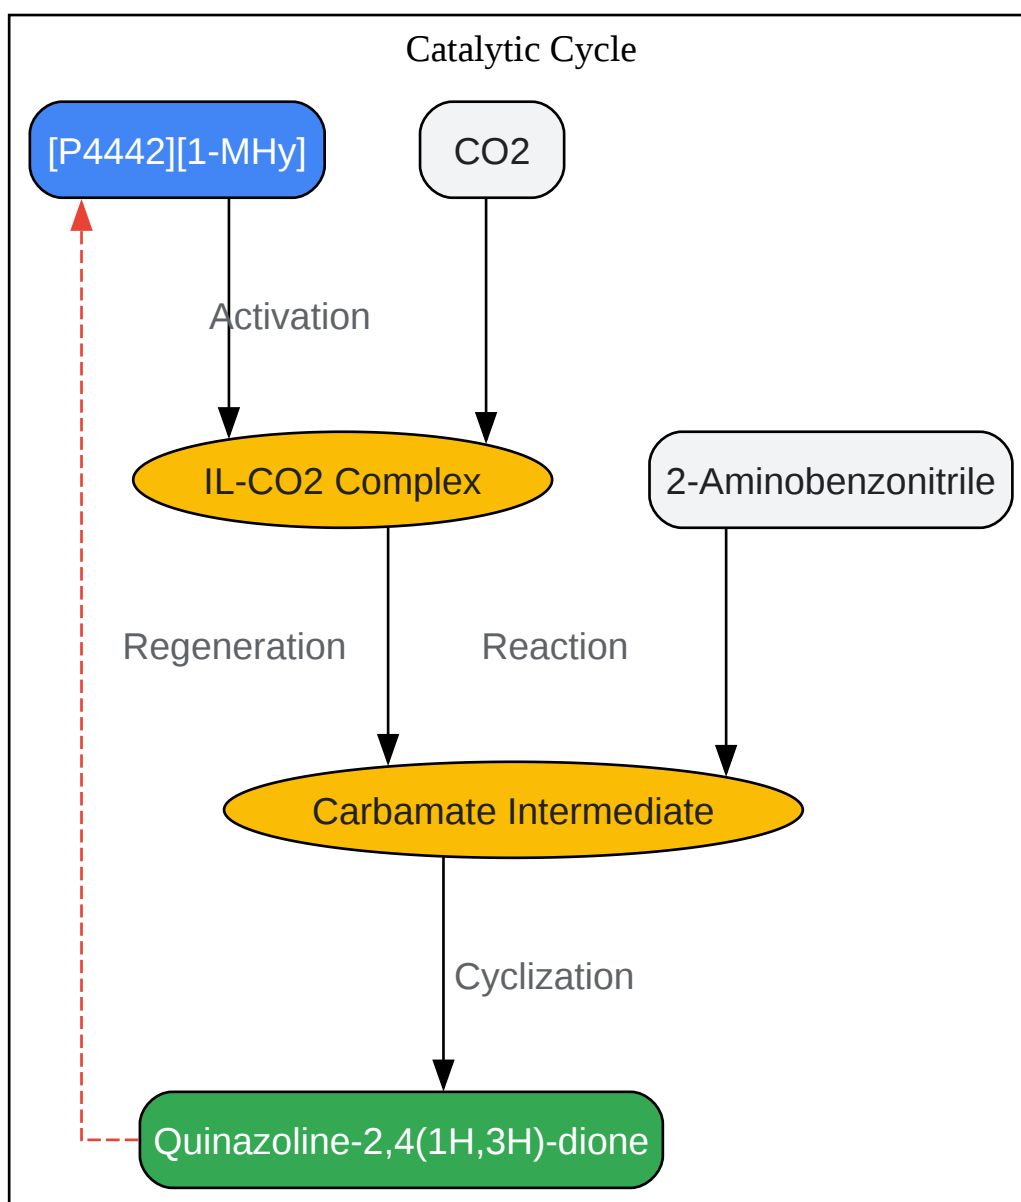 Catalytic Cycle
[P4442][1-MHy]
CO2
Activation
IL-CO2 Complex
2-Aminobenzonitrile
Regeneration
Reaction
Carbamate Intermediate
Cyclization
Quinazoline-2,4(1H,3H)-dione